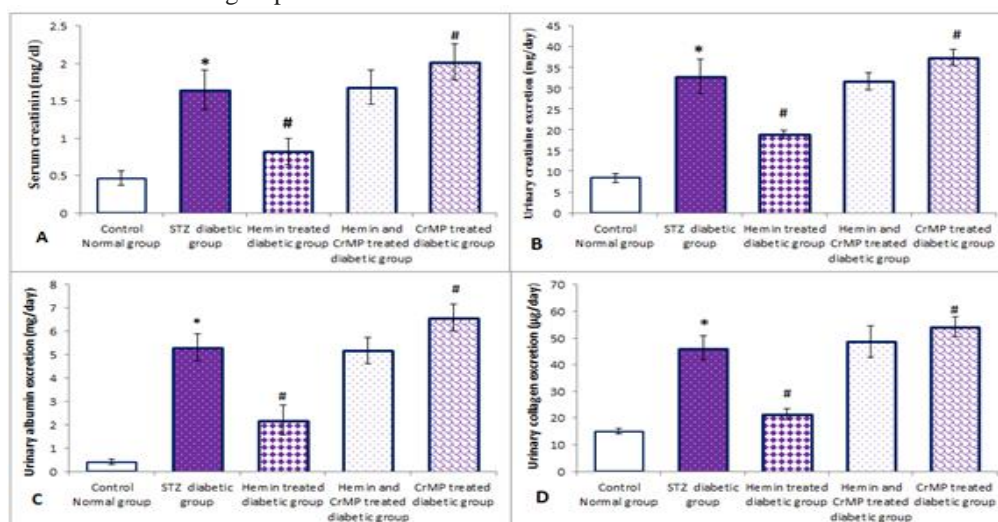 2.5
2
1.5
1
0.5
0
Serum creatinin (mg/dl)
*
#
#
A
Control Normal group
STZ diabetic group
Hemin treated diabetic group
Hemin and CrMP treated diabetic group
CrMP treated diabetic group
45
40
35
30
25
20
15
10
5
0
Urinary creatinine excretion (mg/day)
*
#
#
B
Control Normal group
STZ diabetic group
Hemin treated diabetic group
Hemin and CrMP treated diabetic group
CrMP treated diabetic group
8
7
6
5
4
3
2
1
0
Urinary albumin excretion (mg/day)
*
#
#
C
Control Normal group
STZ diabetic group
Hemin treated diabetic group
Hemin and CrMP treated diabetic group
CrMP treated diabetic group
70
60
50
40
30
20
10
0
Urinary collagen excretion (µg/day)
*
#
#
D
Control Normal group
STZ diabetic group
Hemin treated diabetic group
Hemin and CrMP treated diabetic group
CrMP treated diabetic group